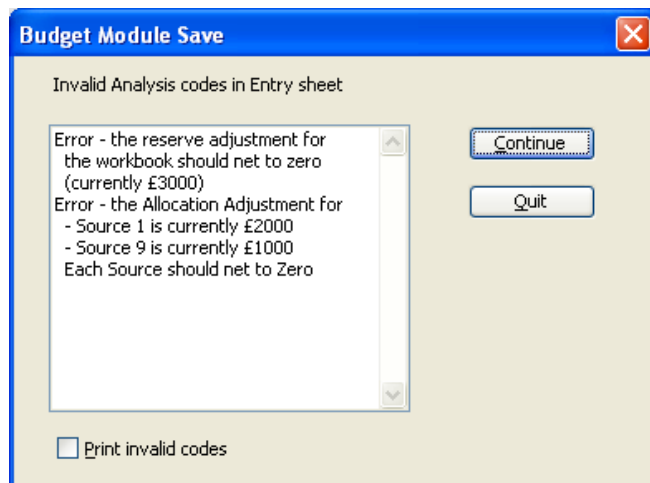 Budget Module Save
Invalid Analysis codes in Entry sheet
Error - the reserve adjustment for
the workbook should net to zero
(currently £3000)
Error - the Allocation Adjustment for
- Source 1 is currently £2000
- Source 9 is currently £1000
Each Source should net to Zero
Continue
Quit
Print invalid codes